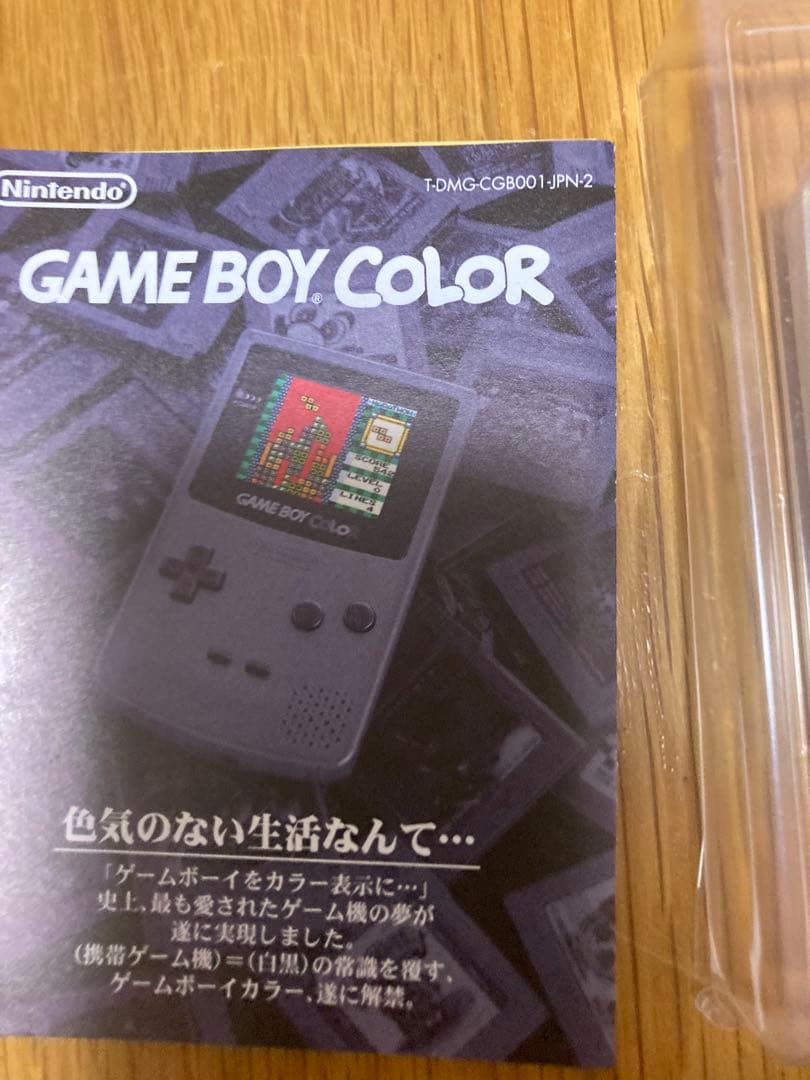 Nintendo®
T-DMG-CGB001-JPN-2
GAME BOY® COLOR
SCORE
LEVEL
LINES
4
GAME BOY COLOR
色気のない生活なんて…
「ゲームボーイをカラー表示に…」
史上、最も愛されたゲーム機の夢が
遂に実現しました。
(携帯ゲーム機)=(白黒)の常識を覆す、
ゲームボーイカラー、遂に解禁。